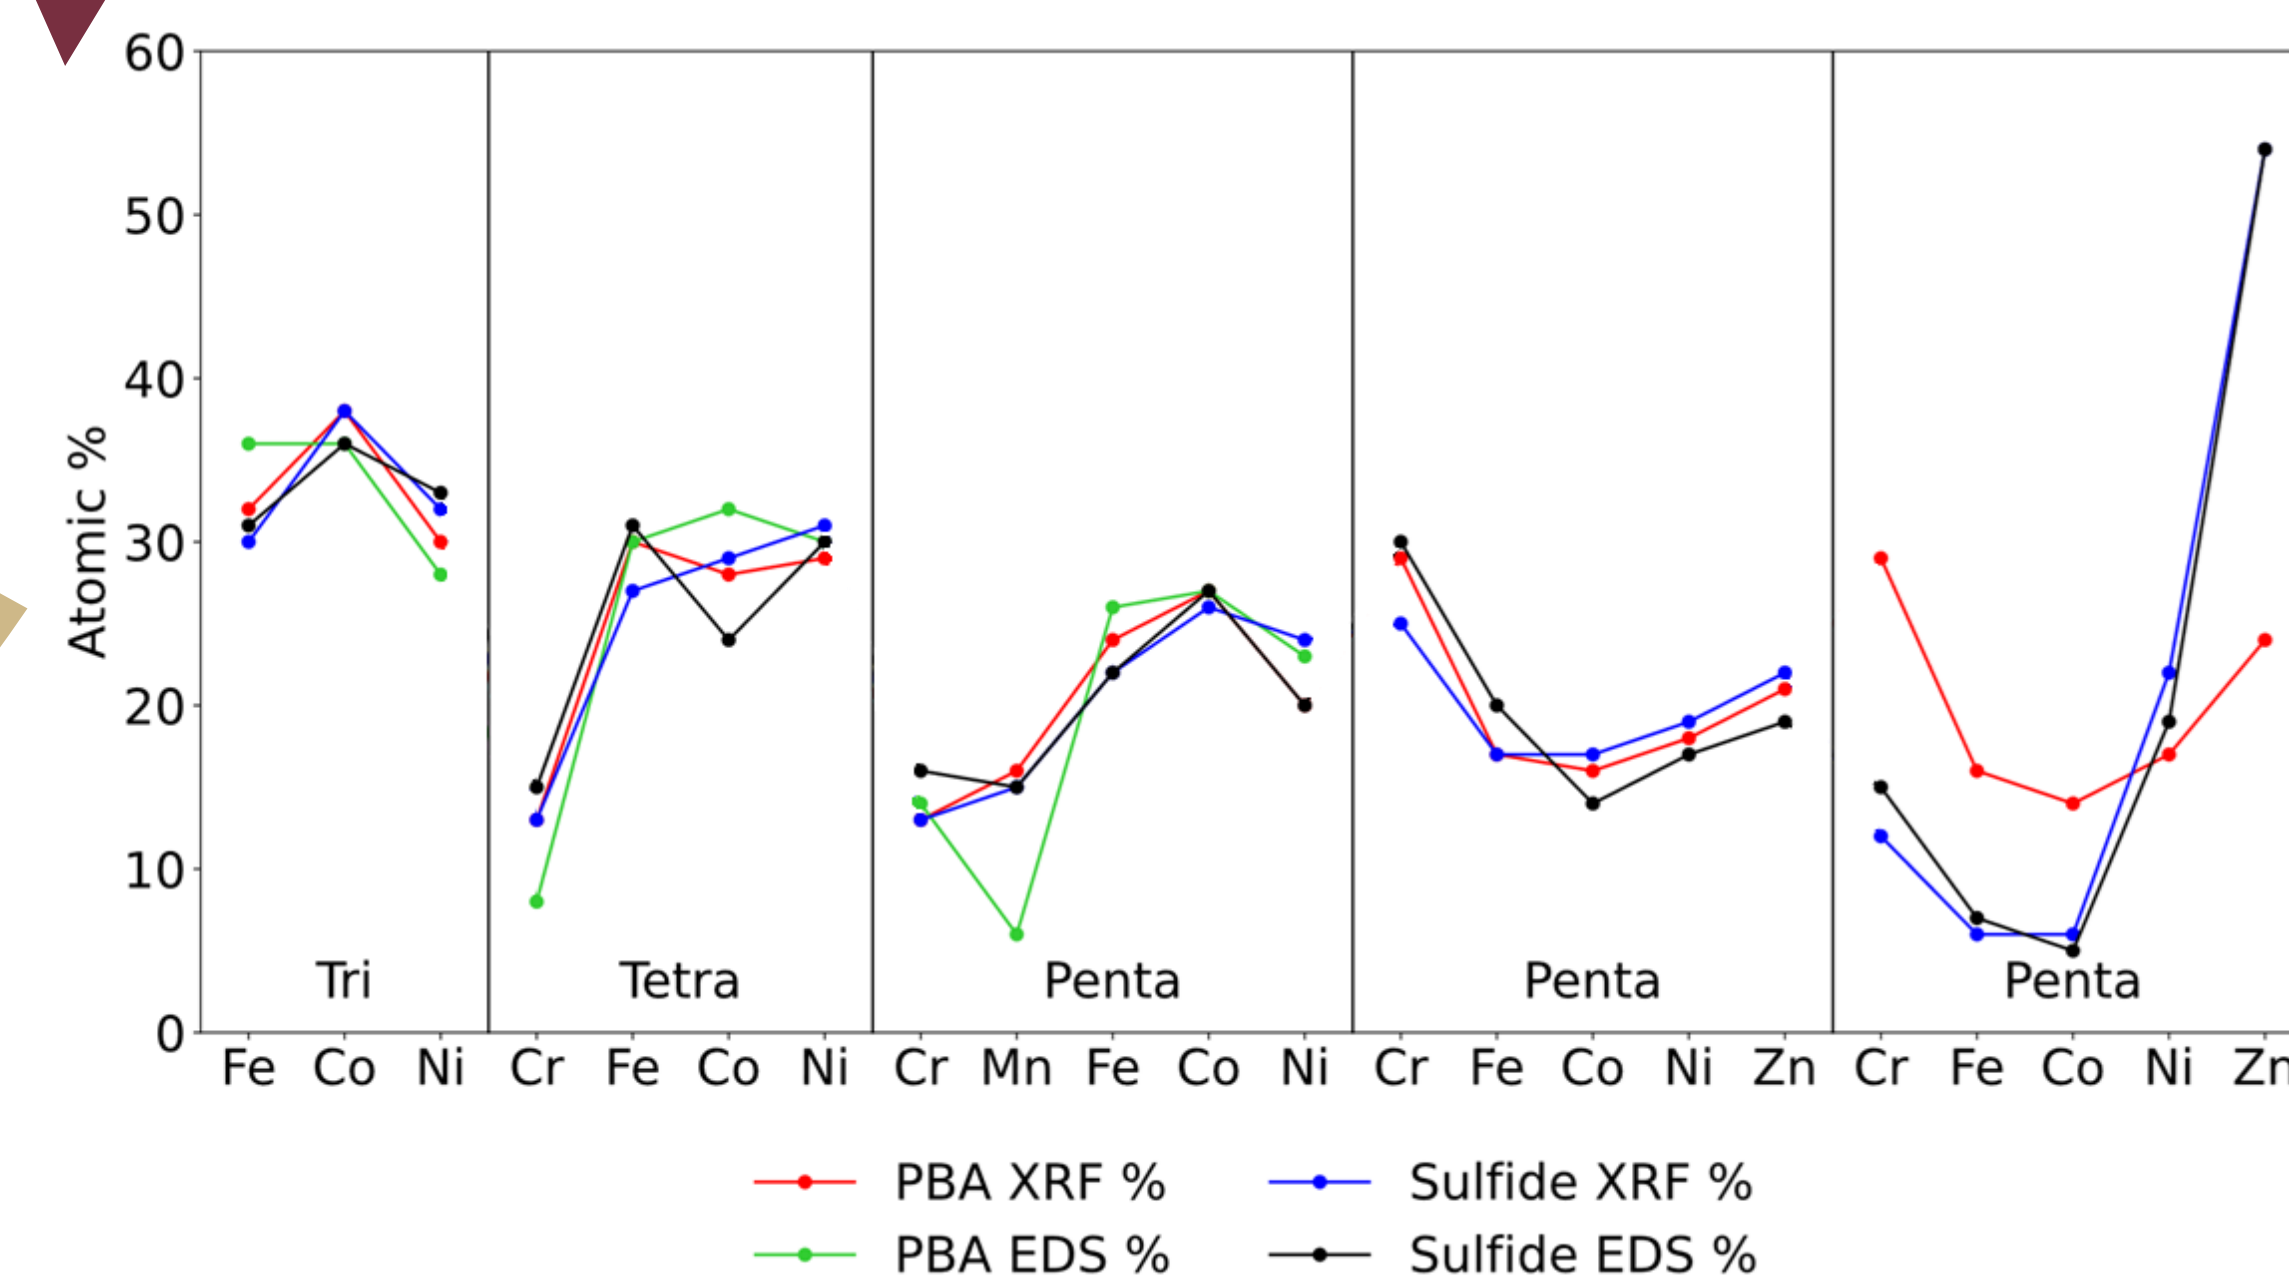 60
50
40
30
20
10
0
Atomic %
Tri Tetra Penta Penta Penta
Fe Co Ni Cr Fe Co Ni Cr Mn Fe Co Ni Cr Fe Co Ni Zn Cr Fe Co Ni Zn
PBA XRF % Sulfide XRF %
PBA EDS % Sulfide EDS %